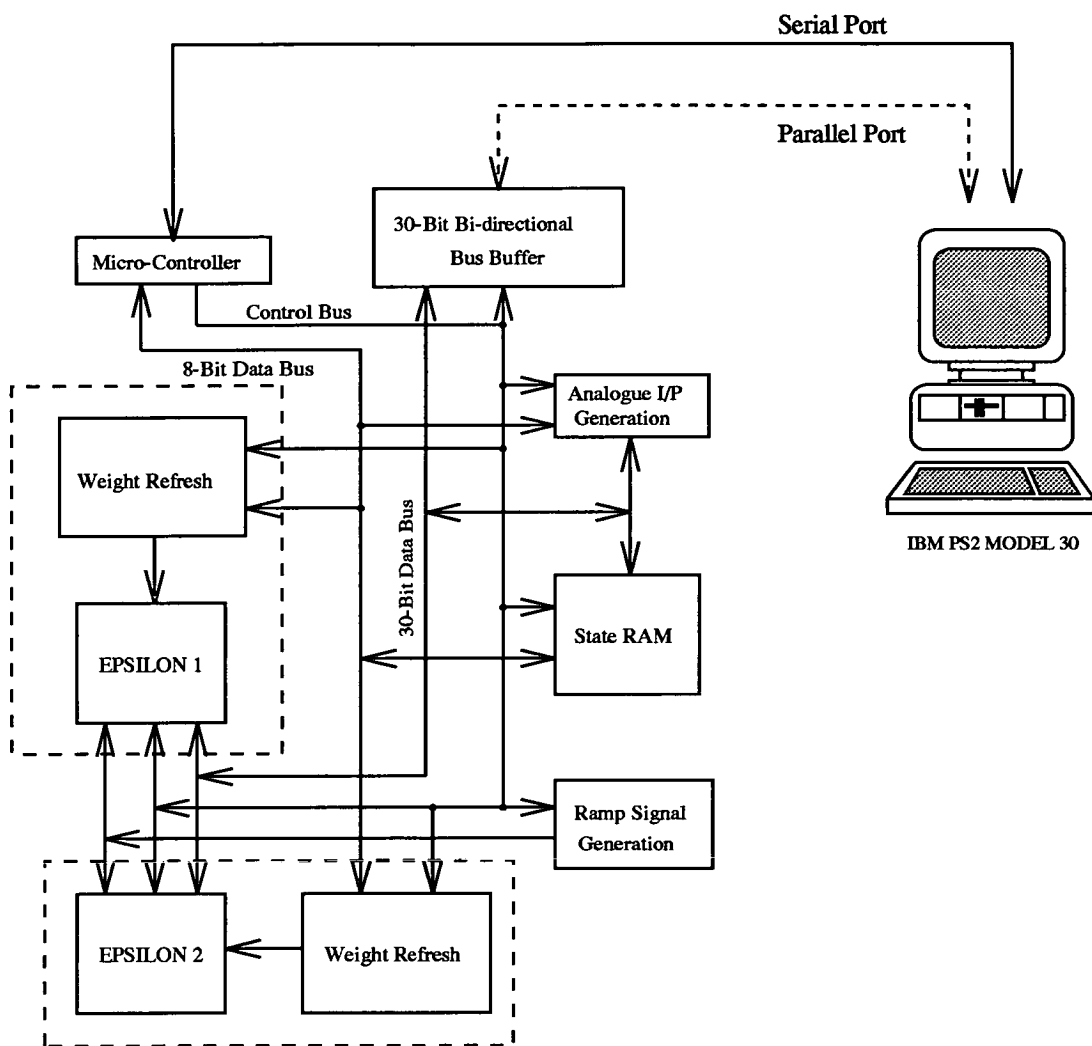 Serial Port
Parallel Port
30-Bit Bi-directional
Bus Buffer
Micro-Controller
Control Bus
8-Bit Data Bus
Analogue I/P
Generation
Weight Refresh
30-Bit Data Bus
IBM PS2 MODEL 30
State RAM
EPSILON 1
Ramp Signal
Generation
EPSILON 2
Weight Refresh